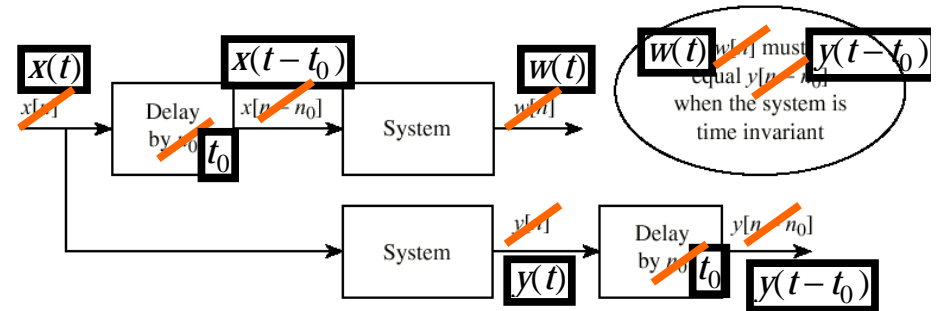 x(t)
x[n]
Delay
by n0
t0
x(t − t0)
x[n − n0]
System
w(t)
w[n]
w(t) w[n] must y(t − t0)
equal y[n − n0]
when the system is
time invariant
System
y[n]
y(t)
Delay
by n0
t0
y[n − n0]
y(t − t0)